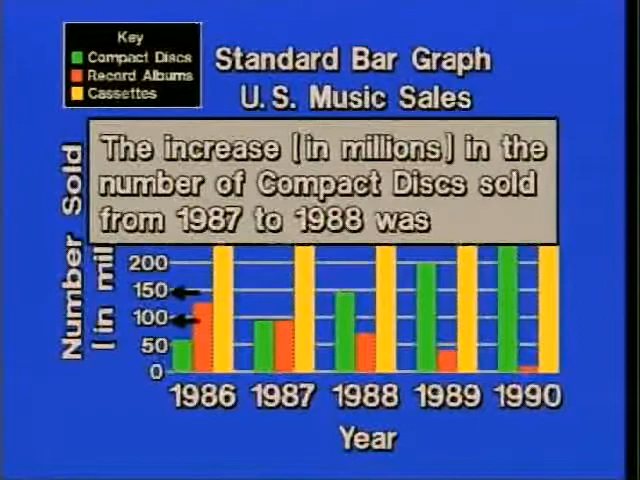 Key
Compact Discs
Record Albums
Cassettes
Standard Bar Graph
U.S. Music Sales
The increase (in millions) in the
number of Compact Discs sold
from 1987 to 1988 was
Number Sold
(in mil
200
150
100
50
0
1986 1987 1988 1989 1990
Year